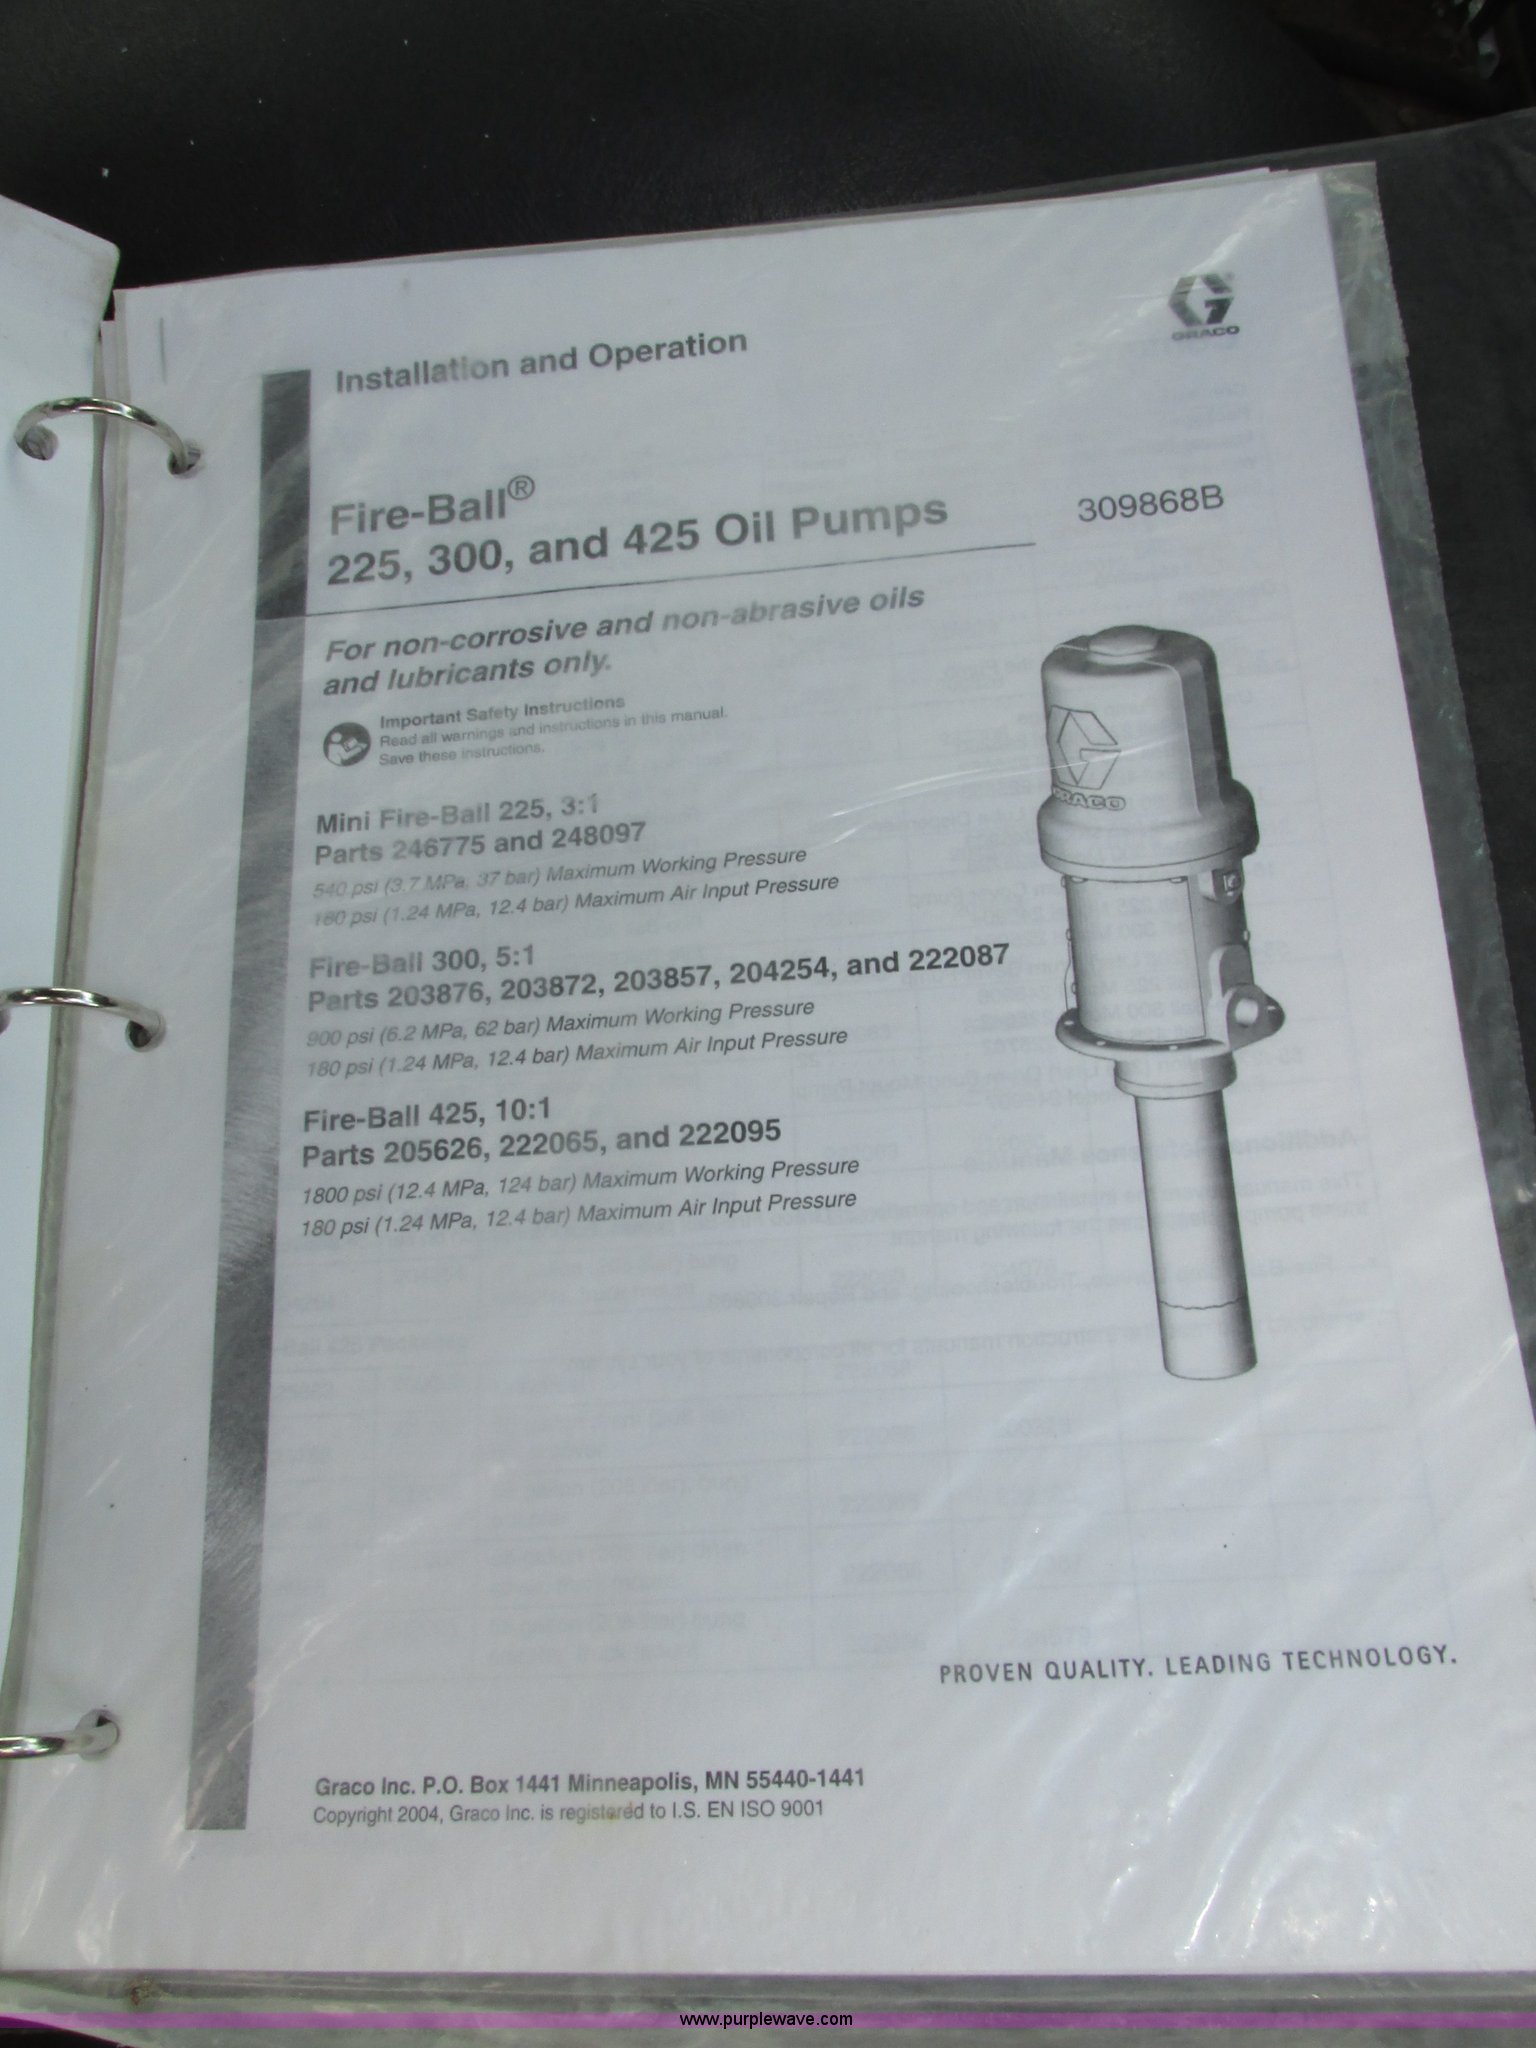 GRACO
Installation and Operation
Fire-Ball®
225, 300, and 425 Oil Pumps
309868B
For non-corrosive and non-abrasive oils
and lubricants only.
Important Safety Instructions
Read all warnings and instructions in this manual.
Save these instructions.
GRACO
Mini Fire-Ball 225, 3:1
Parts 246775 and 248097
540 psi (3.7 MPa, 37 bar) Maximum Working Pressure
180 psi (1.24 MPa, 12.4 bar) Maximum Air Input Pressure
Fire-Ball 300, 5:1
Parts 203876, 203872, 203857, 204254, and 222087
900 psi (6.2 MPa, 62 bar) Maximum Working Pressure
180 psi (1.24 MPa, 12.4 bar) Maximum Air Input Pressure
Fire-Ball 425, 10:1
Parts 205626, 222065, and 222095
1800 psi (12.4 MPa, 124 bar) Maximum Working Pressure
180 psi (1.24 MPa, 12.4 bar) Maximum Air Input Pressure
PROVEN QUALITY. LEADING TECHNOLOGY.
Graco Inc. P.O. Box 1441 Minneapolis, MN 55440-1441
Copyright 2004, Graco Inc. is registered to I.S. EN ISO 9001
www.purplewave.com